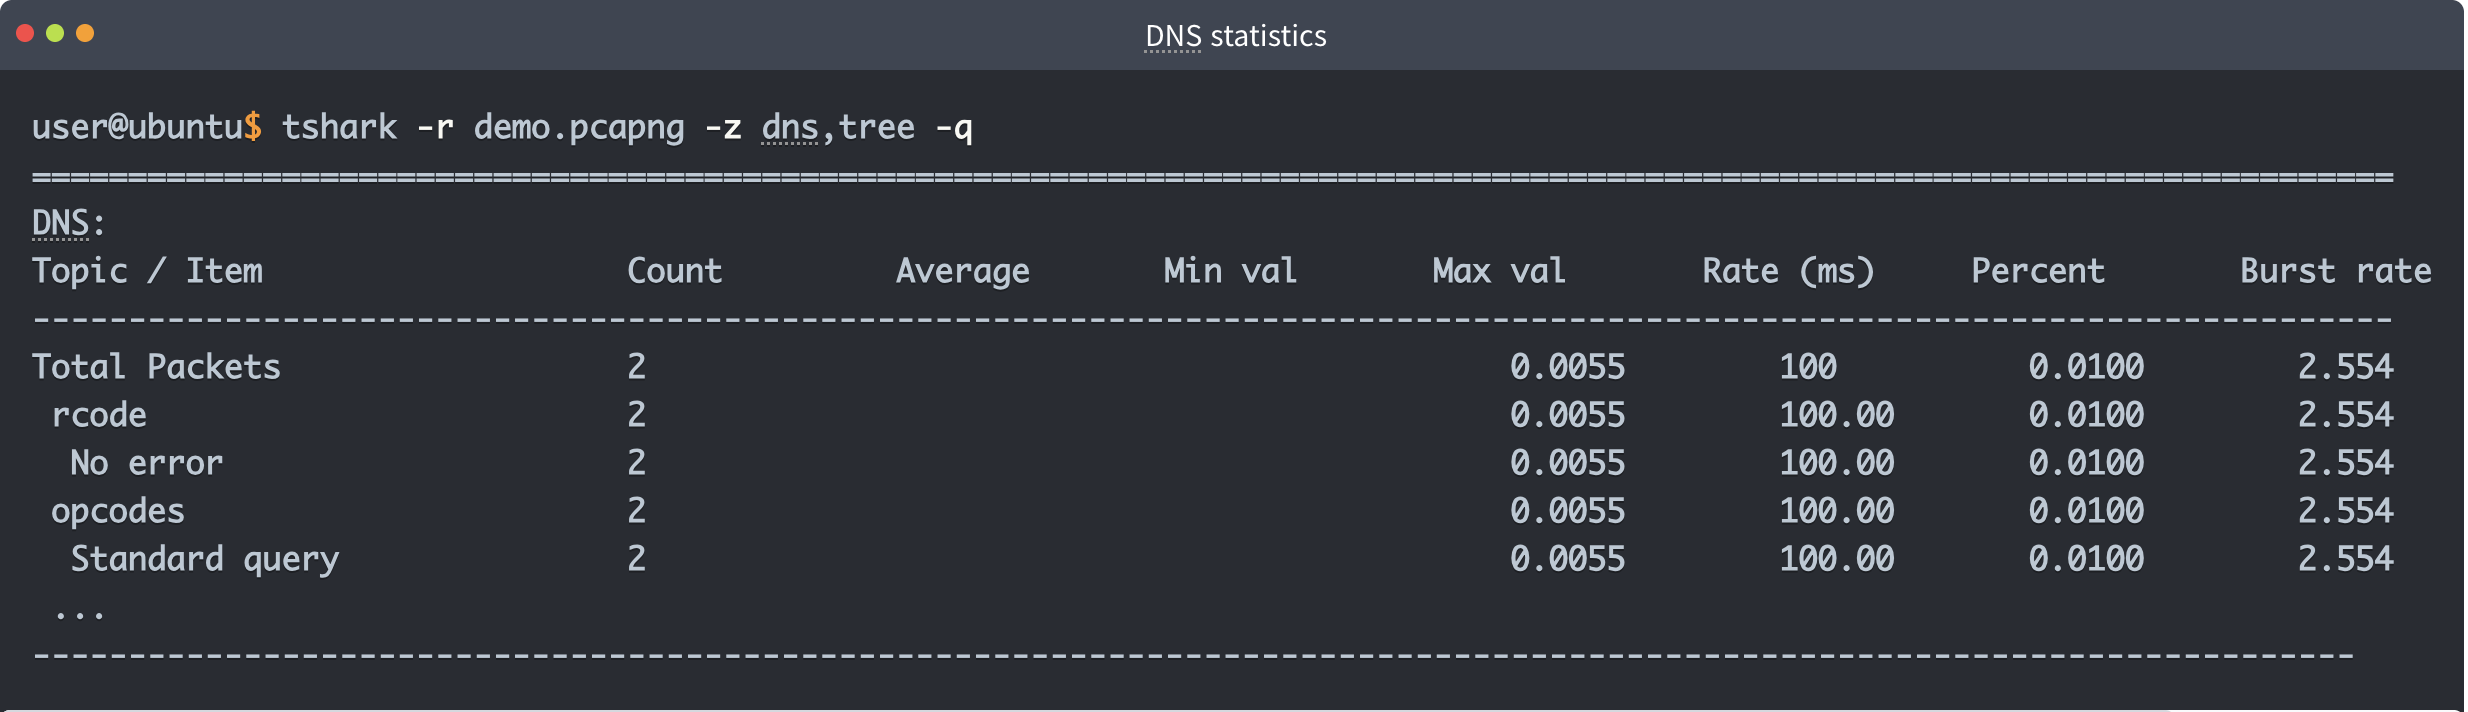 DNS statistics
user@ubuntu$ tshark -r demo.pcapng -z dns,tree -q
===========================================================================================================================
DNS:
Topic / Item                   Count         Average       Min val       Max val       Rate (ms)     Percent       Burst rate
---------------------------------------------------------------------------------------------------------------------------
Total Packets                  2                                             0.0055        100          0.0100        2.554
 rcode                         2                                             0.0055        100.00       0.0100        2.554
  No error                     2                                             0.0055        100.00       0.0100        2.554
 opcodes                       2                                             0.0055        100.00       0.0100        2.554
  Standard query               2                                             0.0055        100.00       0.0100        2.554
 ...
-------------------------------------------------------------------------------------------------------------------------